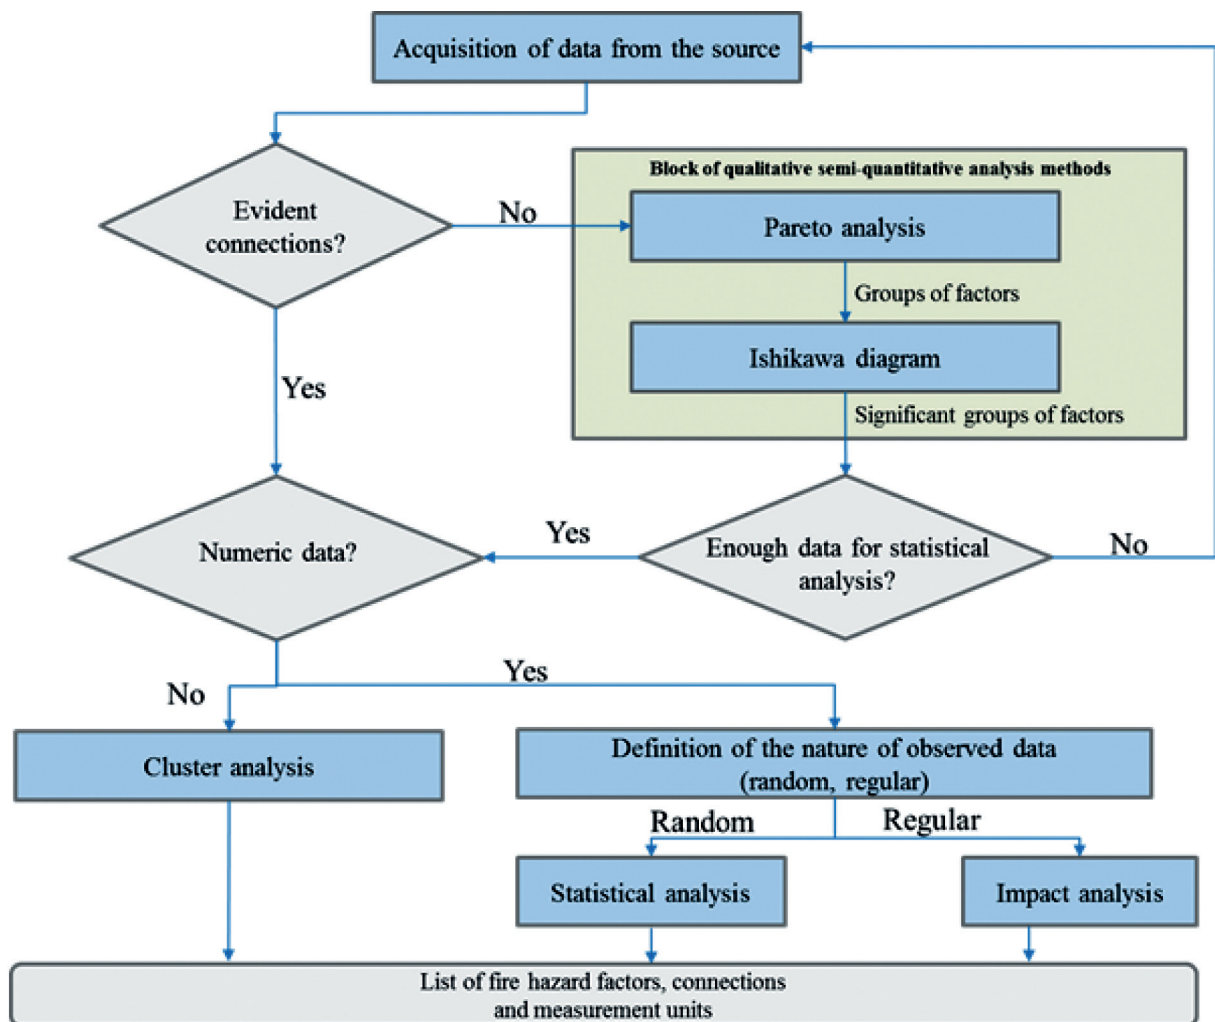 Acquisition of data from the source
Block of qualitative semi-quantitative analysis methods
Evident
connections?
No
Pareto analysis
Groups of factors
Ishikawa diagram
Yes
Significant groups of factors
Numeric data?
Yes
Enough data for statistical
analysis?
No
No
Yes
Cluster analysis
Definition of the nature of observed data
(random, regular)
Random
Regular
Statistical analysis
Impact analysis
List of fire hazard factors, connections
and measurement units